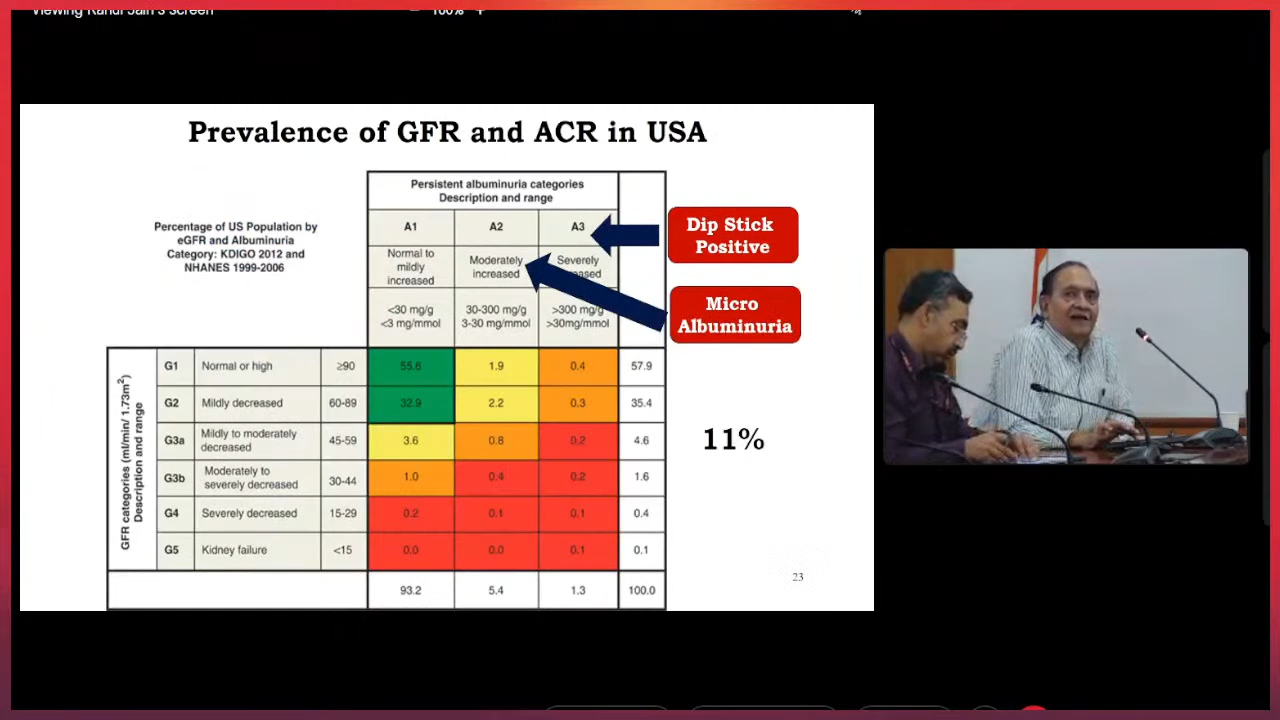 Viewing Randi Jain's screen
100% +
Prevalence of GFR and ACR in USA
Percentage of US Population by
eGFR and Albuminuria
Category: KDIGO 2012 and
NHANES 1999-2006
Persistent albuminuria categories
Description and range
A1 A2 A3
Normal to
mildly
increased
Moderately
increased
Severely
<30 mg/g
<3 mg/mmol
30-300 mg/g
3-30 mg/mmol
>300 mg/g
>30mg/mmol
Dip Stick
Positive
Micro
Albuminuria
GFR categories (ml/min/ 1.73m²)
Description and range
G1 Normal or high ≥90 55.6 1.9 0.4 57.9
G2 Mildly decreased 60-89 32.9 2.2 0.3 35.4
G3a Mildly to moderately
decreased 45-59 3.6 0.8 0.2 4.6
G3b Moderately to
severely decreased 30-44 1.0 0.4 0.2 1.6
G4 Severely decreased 15-29 0.2 0.1 0.1 0.4
G5 Kidney failure <15 0.0 0.0 0.1 0.1
93.2 5.4 1.3 100.0
11%
23